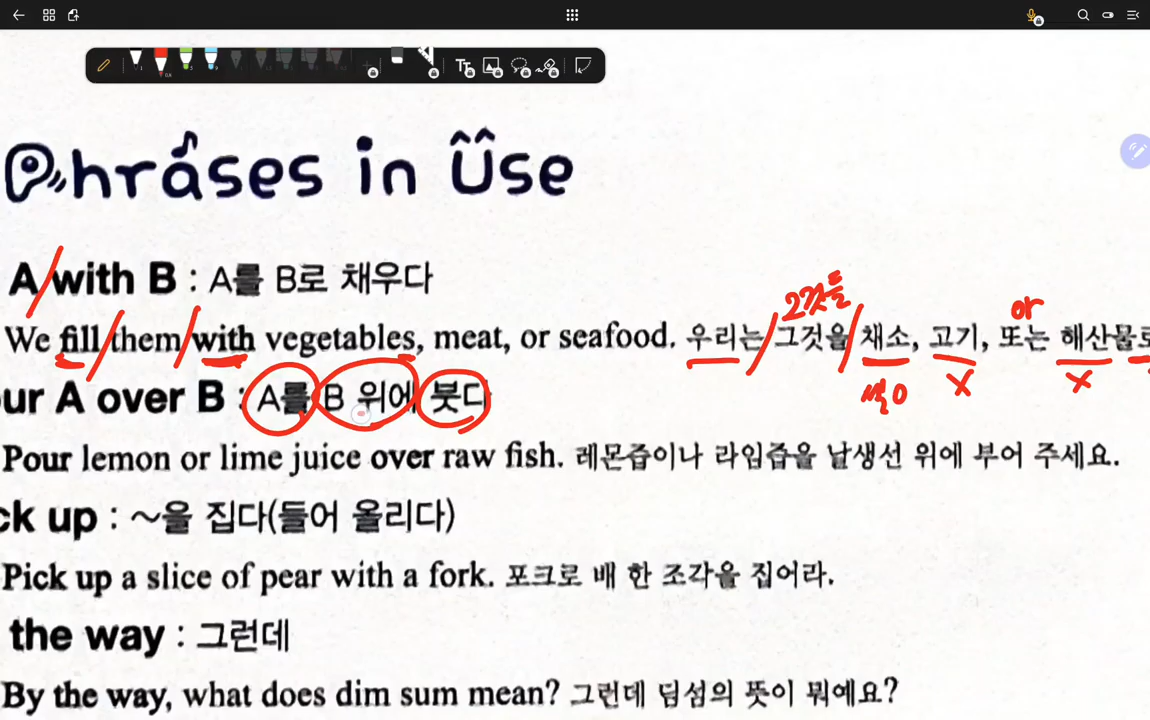 Phrases in Use
A with B : A를 B로 채우다
그것들
or
We fill them with vegetables, meat, or seafood. 우리는 그것을 채소, 고기, 또는 해산물로
X
X
ur A over B : A를 B 위에 붓다
Pour lemon or lime juice over raw fish. 레몬즙이나 라임즙을 날생선 위에 부어 주세요.
ck up : ~을 집다(들어 올리다)
Pick up a slice of pear with a fork. 포크로 배 한 조각을 집어라.
the way : 그런데
By the way, what does dim sum mean? 그런데 딤섬의 뜻이 뭐예요?